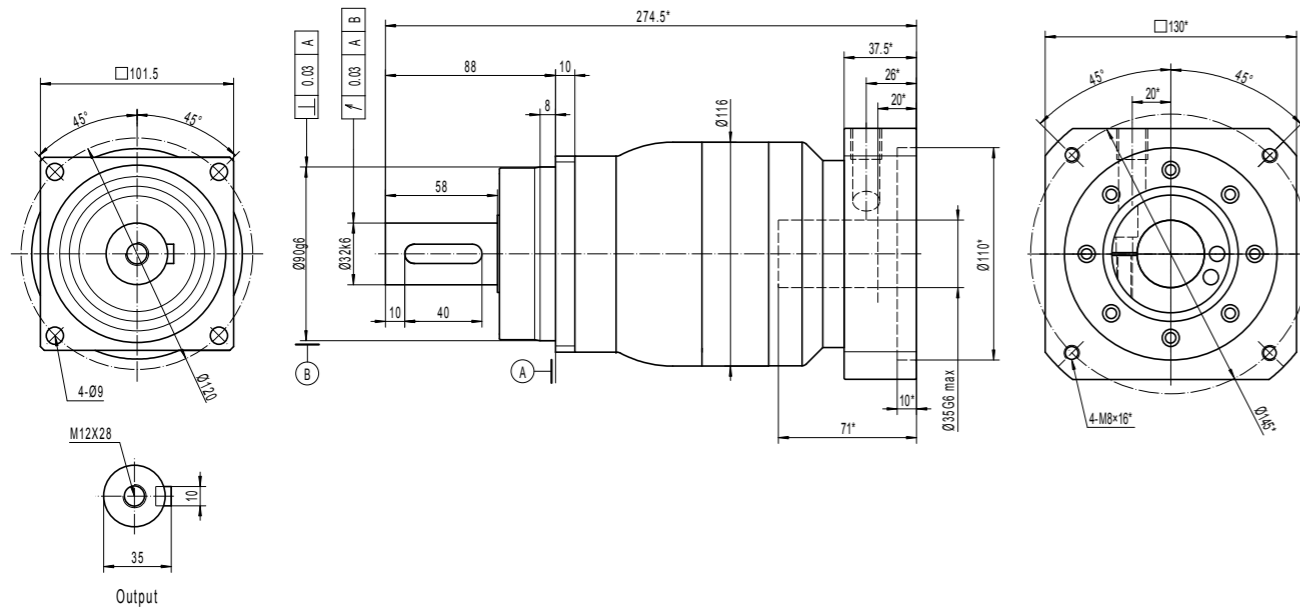 □101.5
45°
45°
4-Ø9
Ø120
M12X28
10
35
Output
⊥ 0.03 A
↗ 0.03 A B
274.5*
88
10
8
37.5*
26*
20*
58
Ø116
Ø90g6
Ø32k6
10
40
B
A
Ø110*
Ø35G6 max
10*
71*
□130*
45°
45°
20*
4-M8×16*
Ø145*